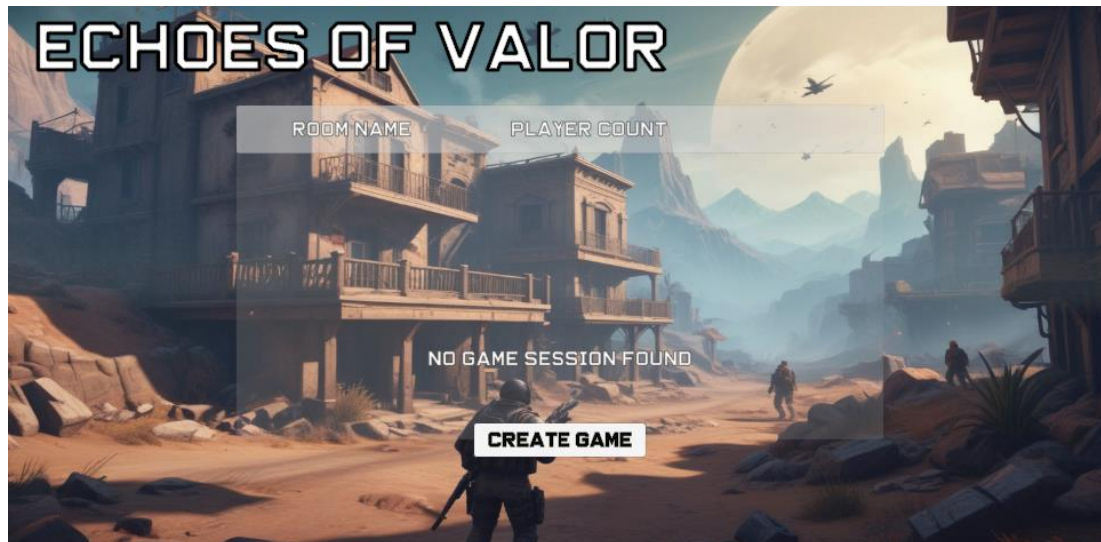 ECHOES OF VALOR
ROOM NAME PLAYER COUNT
NO GAME SESSION FOUND
CREATE GAME